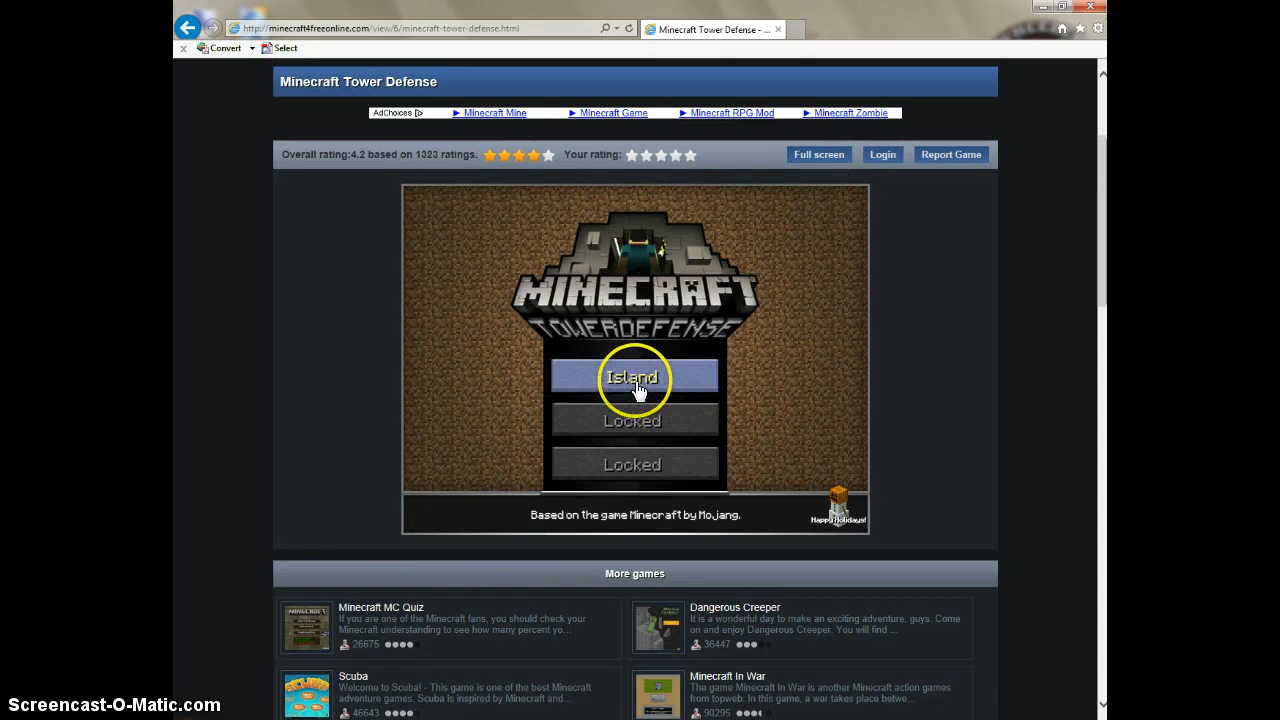 http://minecraft4freeonline.com/view/6/minecraft-tower-defense.html
Minecraft Tower Defense - ...
Convert
Select
Minecraft Tower Defense
AdChoices
Minecraft Mine
Minecraft Game
Minecraft RPG Mod
Minecraft Zombie
Overall rating:4.2 based on 1323 ratings.
Your rating:
Full screen
Login
Report Game
MINECRAFT
TOWERDEFENSE
Island
Locked
Locked
Based on the game Minecraft by Mojang.
Happy Holidays!
More games
Minecraft MC Quiz
If you are one of the Minecraft fans, you should check your
Minecraft understanding to see how many percent yo...
26675
Dangerous Creeper
It is a wonderful day to make an exciting adventure, guys. Come
on and enjoy Dangerous Creeper. You will find ...
36447
Scuba
Welcome to Scuba! - This game is one of the best Minecraft
adventure games. Scuba is inspired by Minecraft and...
46643
Minecraft In War
The game Minecraft In War is another Minecraft action games
from topweb. In this game, a war takes place betwe...
90295
Screencast-O-Matic.com